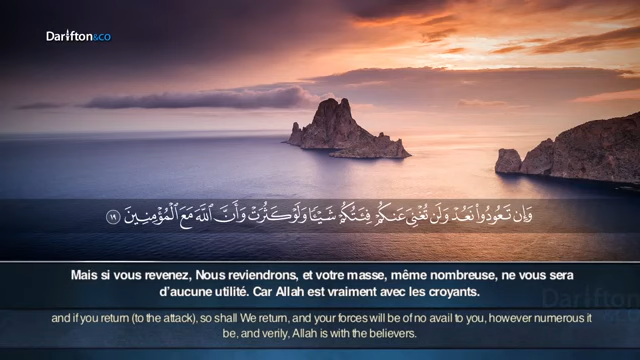 Darifton&co
وَإِن تَعُودُوا۟ نَعُدْ وَلَن تُغْنِىَ عَنكُمْ فِئَتُكُمْ شَيْـًٔا وَلَوْ كَثُرَتْ وَأَنَّ ٱللَّهَ مَعَ ٱلْمُؤْمِنِينَ ١٩
Mais si vous revenez, Nous reviendrons, et votre masse, même nombreuse, ne vous sera
d'aucune utilité. Car Allah est vraiment avec les croyants.
Darifton
and if you return (to the attack), so shall We return, and your forces will be of no avail to you, however numerous it
be, and verily, Allah is with the believers.